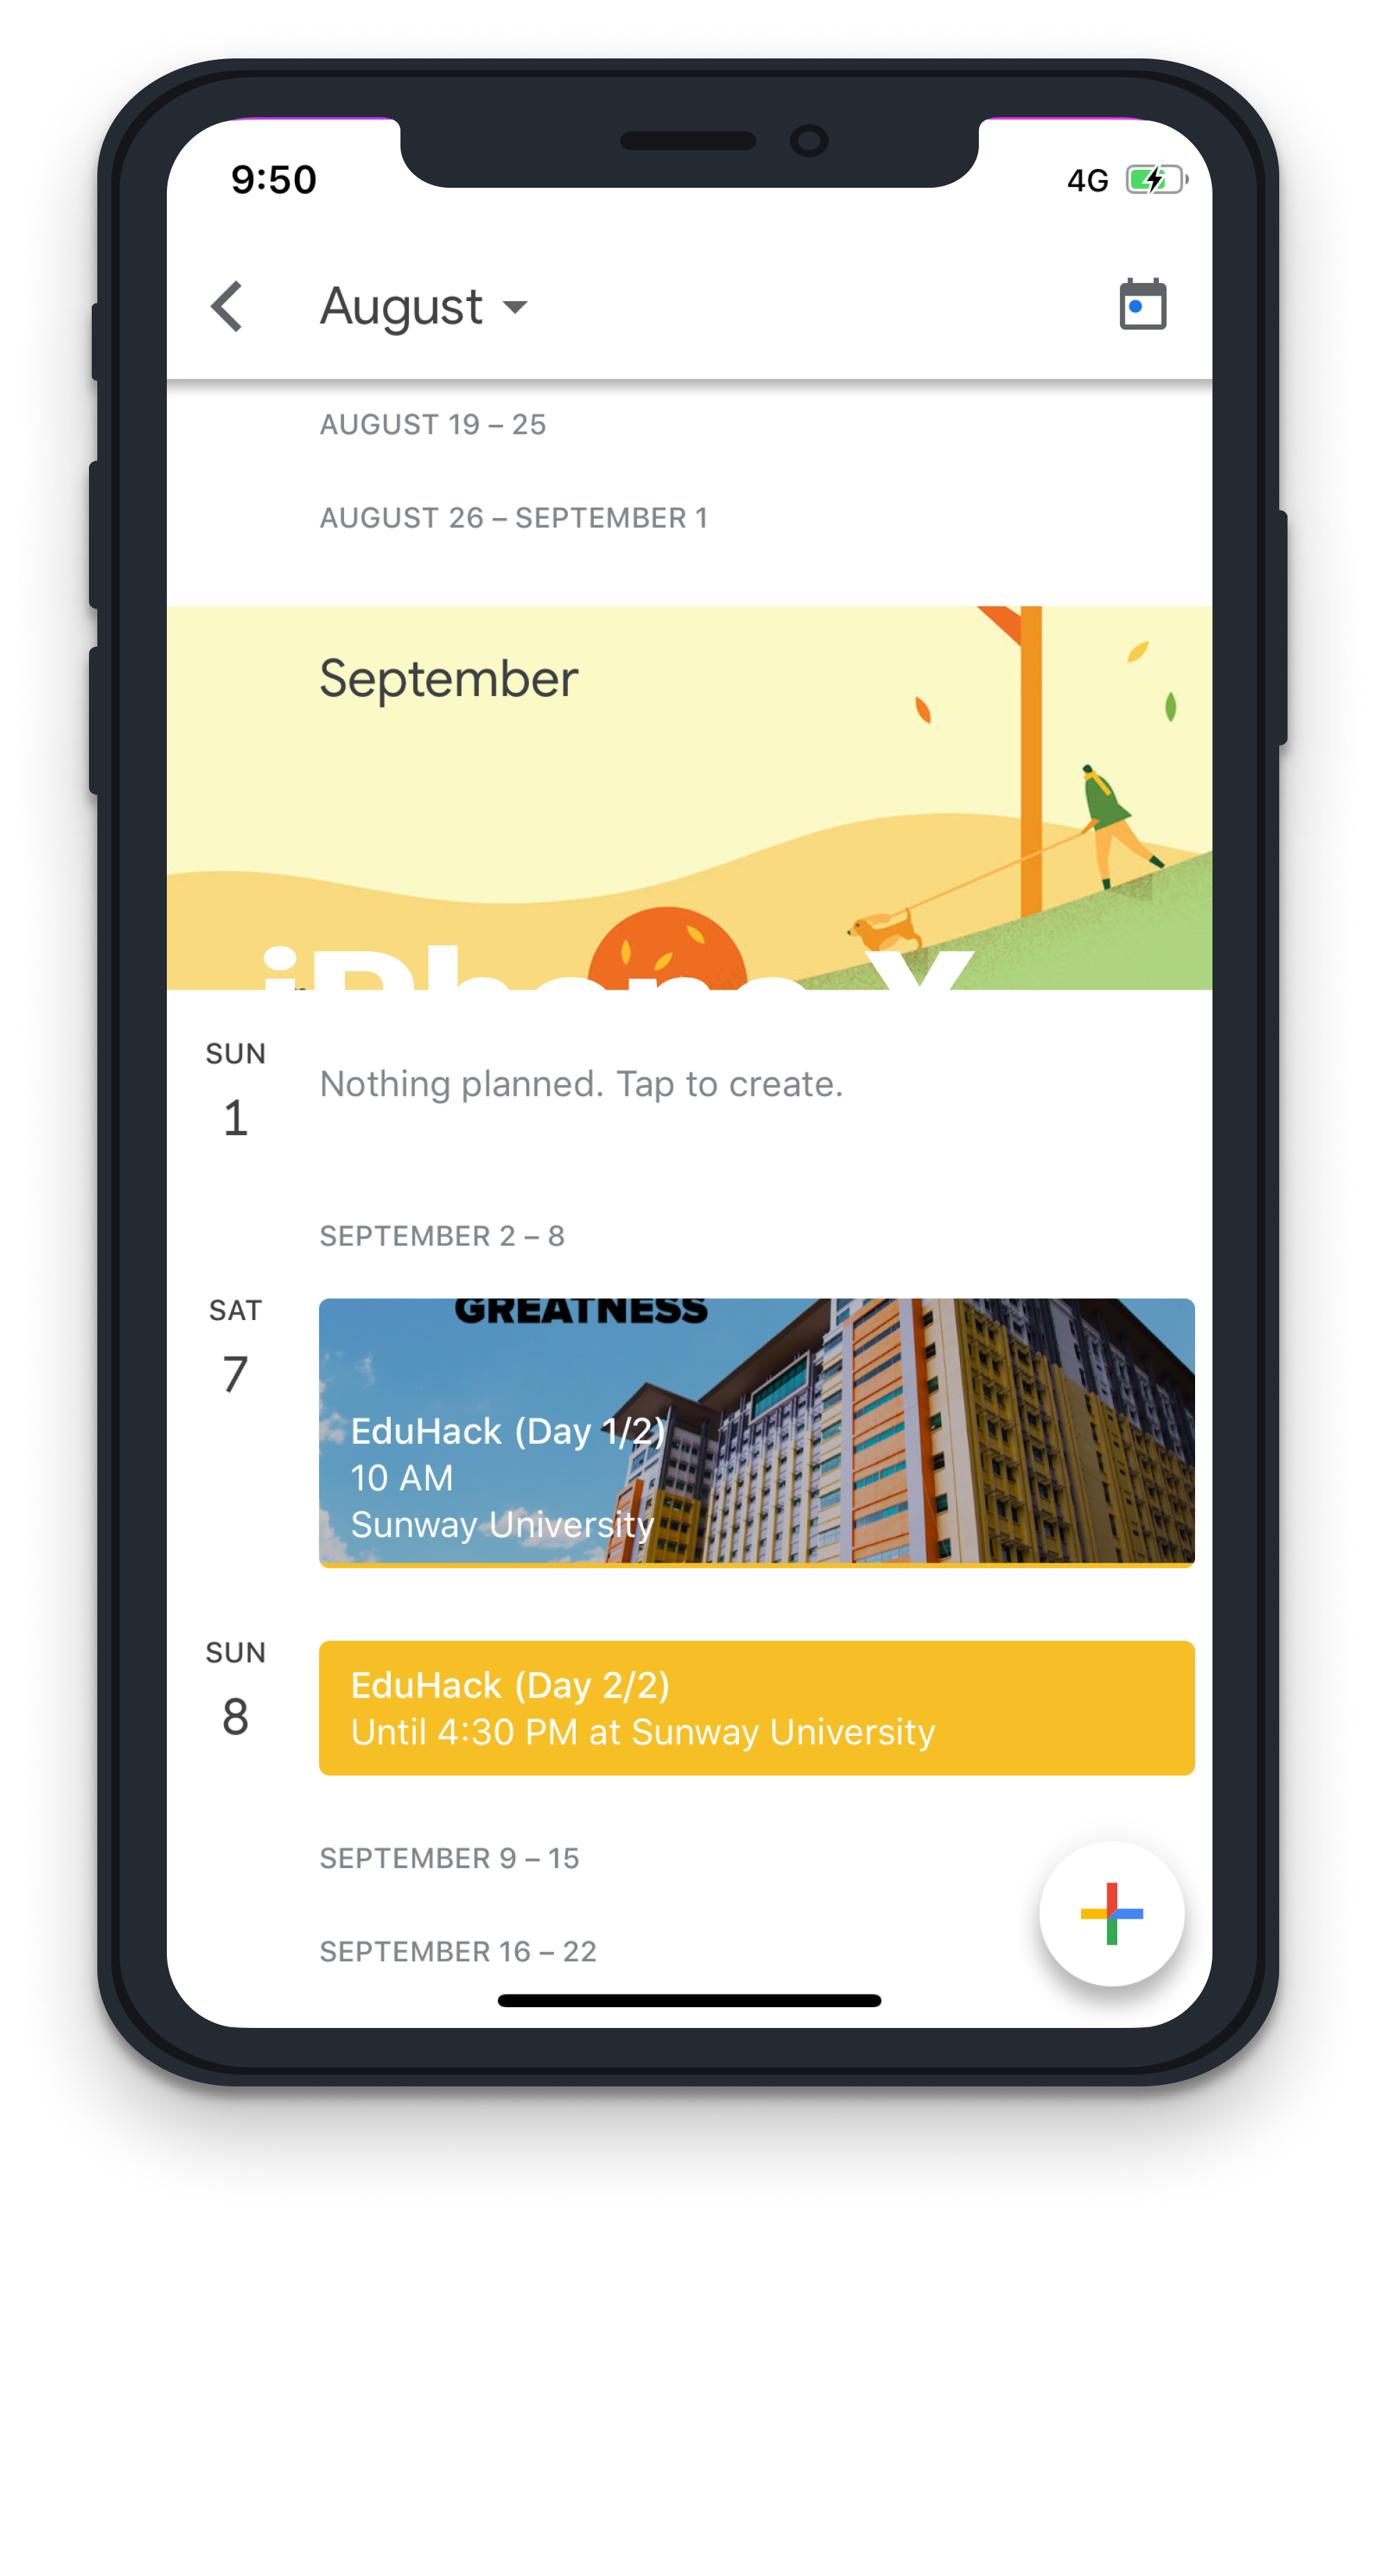 9:50
4G
August
AUGUST 19 – 25
AUGUST 26 – SEPTEMBER 1
September
iPhone X
SUN
1
Nothing planned. Tap to create.
SEPTEMBER 2 – 8
SAT
7
GREATNESS
EduHack (Day 1/2)
10 AM
Sunway University
SUN
8
EduHack (Day 2/2)
Until 4:30 PM at Sunway University
SEPTEMBER 9 – 15
SEPTEMBER 16 – 22